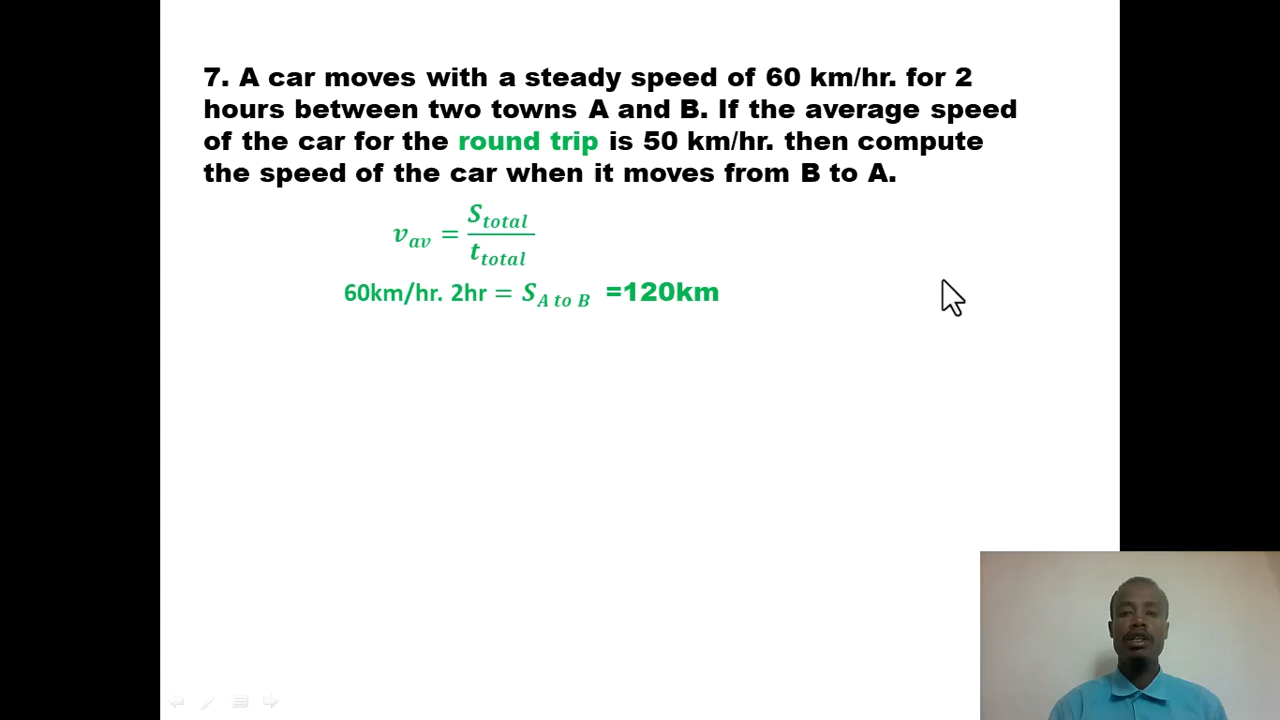 7. A car moves with a steady speed of 60 km/hr. for 2
hours between two towns A and B. If the average speed
of the car for the round trip is 50 km/hr. then compute
the speed of the car when it moves from B to A.
v_av = S_total / t_total
60km/hr. 2hr = S_A to B =120km